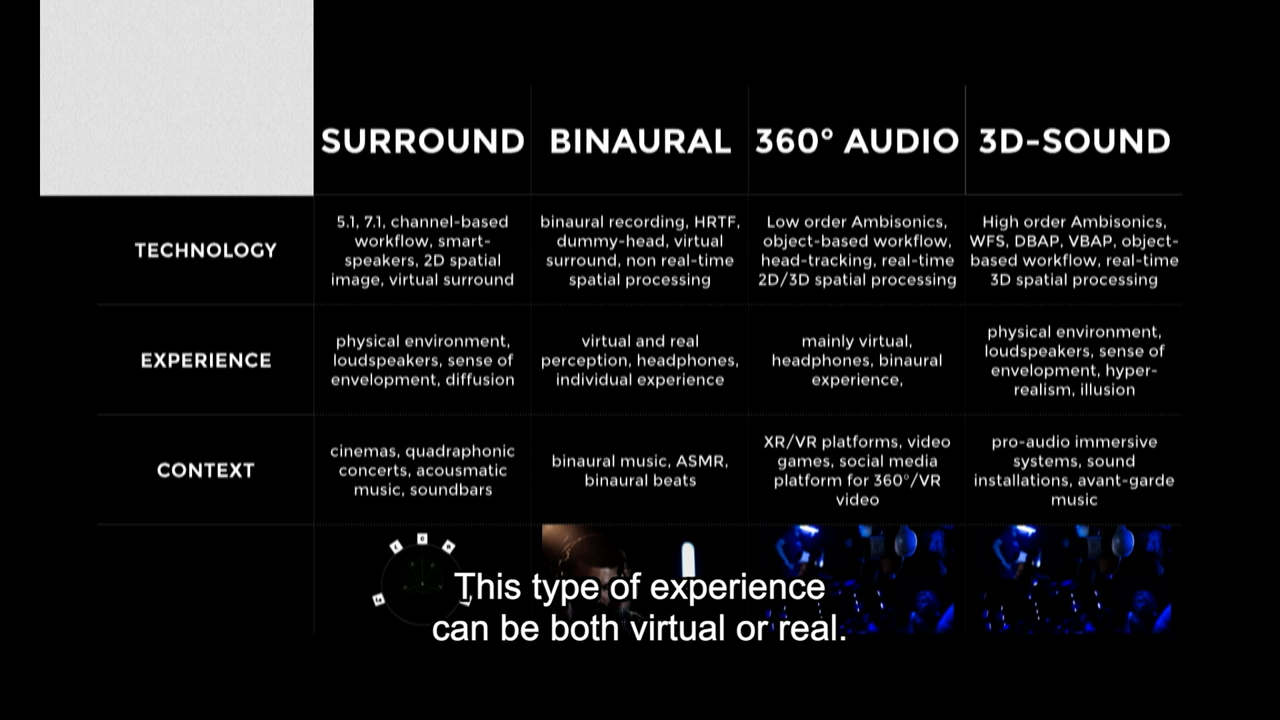 SURROUND
BINAURAL
360° AUDIO
3D-SOUND
TECHNOLOGY
5.1, 7.1, channel-based
workflow, smart-
speakers, 2D spatial
image, virtual surround
binaural recording, HRTF,
dummy-head, virtual
surround, non real-time
spatial processing
Low order Ambisonics,
object-based workflow,
head-tracking, real-time
2D/3D spatial processing
High order Ambisonics,
WFS, DBAP, VBAP, object-
based workflow, real-time
3D spatial processing
EXPERIENCE
physical environment,
loudspeakers, sense of
envelopment, diffusion
virtual and real
perception, headphones,
individual experience
mainly virtual,
headphones, binaural
experience,
physical environment,
loudspeakers, sense of
envelopment, hyper-
realism, illusion
CONTEXT
cinemas, quadraphonic
concerts, acousmatic
music, soundbars
binaural music, ASMR,
binaural beats
XR/VR platforms, video
games, social media
platform for 360°/VR
video
pro-audio immersive
systems, sound
installations, avant-garde
music
This type of experience
can be both virtual or real.